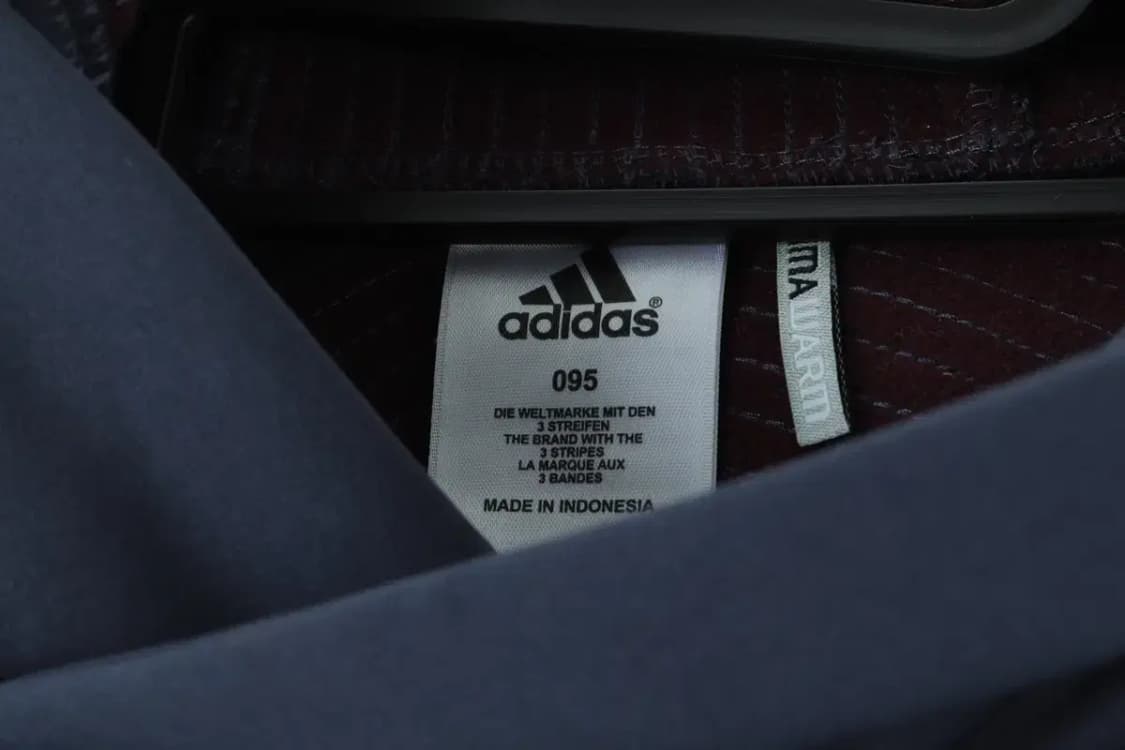 adidas®
095
DIE WELTMARKE MIT DEN
3 STREIFEN
THE BRAND WITH THE
3 STRIPES
LA MARQUE AUX
3 BANDES
MADE IN INDONESIA
WARM